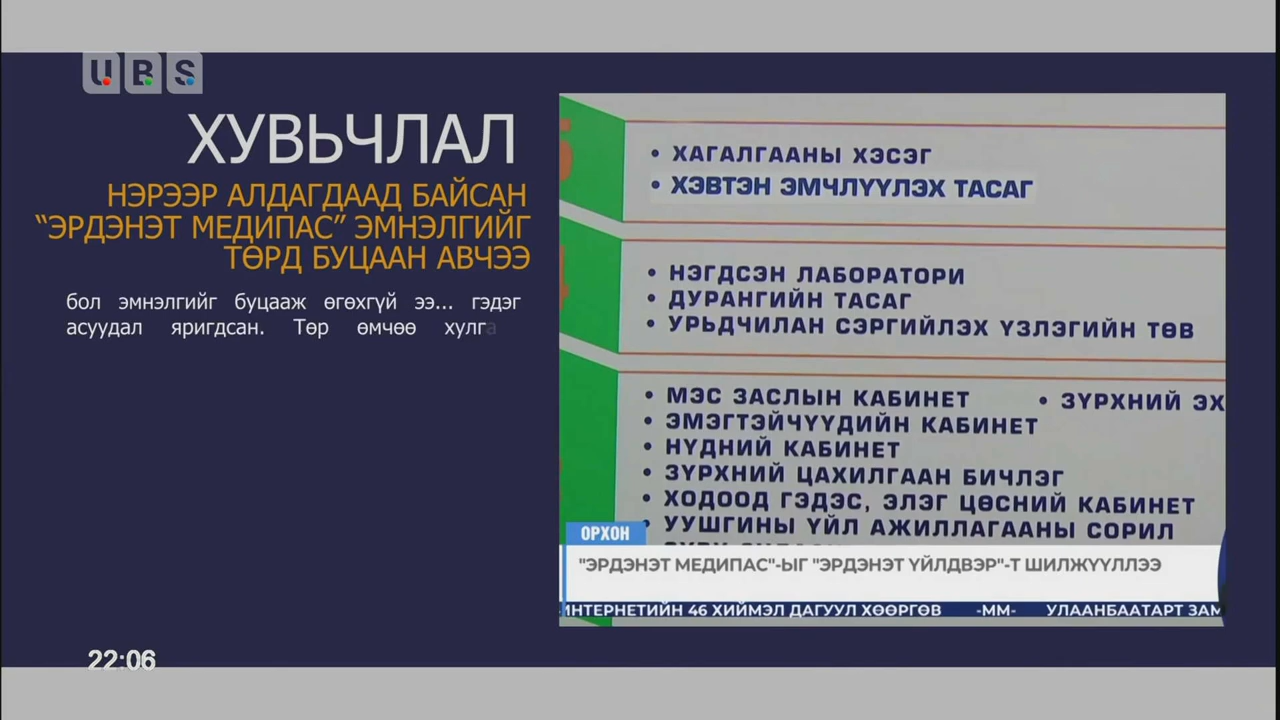 UBS
ХУВЬЧЛАЛ
НЭРЭЭР АЛДАГДААД БАЙСАН
“ЭРДЭНЭТ МЕДИПАС” ЭМНЭЛГИЙГ
ТӨРД БУЦААН АВЧЭЭ
бол эмнэлгийг буцааж өгөхгүй ээ... гэдэг
асуудал яригдсан. Төр өмчөө хулга
22:06
• ХАГАЛГААНЫ ХЭСЭГ
• ХЭВТЭН ЭМЧЛҮҮЛЭХ ТАСАГ
• НЭГДСЭН ЛАБОРАТОРИ
• ДУРАНГИЙН ТАСАГ
• УРЬДЧИЛАН СЭРГИЙЛЭХ ҮЗЛЭГИЙН ТӨВ
• МЭС ЗАСЛЫН КАБИНЕТ • ЗҮРХНИЙ ЭХ
• ЭМЭГТЭЙЧҮҮДИЙН КАБИНЕТ
• НҮДНИЙ КАБИНЕТ
• ЗҮРХНИЙ ЦАХИЛГААН БИЧЛЭГ
• ХОДООД ГЭДЭС, ЭЛЭГ ЦӨСНИЙ КАБИНЕТ
• УУШГИНЫ ҮЙЛ АЖИЛЛАГААНЫ СОРИЛ
ОРХОН
"ЭРДЭНЭТ МЕДИПАС"-ЫГ "ЭРДЭНЭТ ҮЙЛДВЭР"-Т ШИЛЖҮҮЛЛЭЭ
ИНТЕРНЕТИЙН 46 ХИЙМЭЛ ДАГУУЛ ХӨӨРГӨВ -ММ- УЛААНБААТАРТ ЗАМ